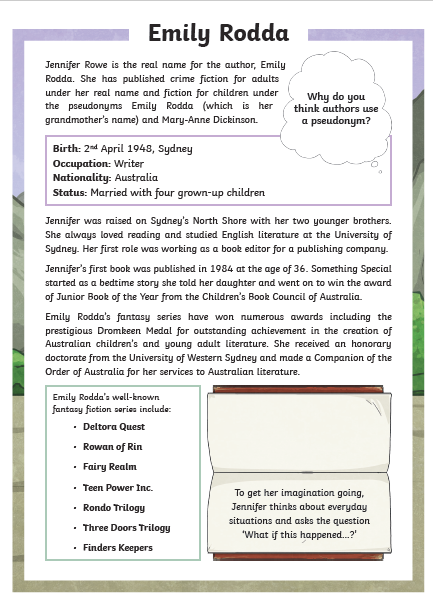 Emily Rodda
Jennifer Rowe is the real name for the author, Emily
Rodda. She has published crime fiction for adults
under her real name and fiction for children under
the pseudonyms Emily Rodda (which is her
grandmother's name) and Mary-Anne Dickinson.
Why do you
think authors use
a pseudonym?
Birth: 2nd April 1948, Sydney
Occupation: Writer
Nationality: Australia
Status: Married with four grown-up children
Jennifer was raised on Sydney's North Shore with her two younger brothers.
She always loved reading and studied English literature at the University of
Sydney. Her first role was working as a book editor for a publishing company.
Jennifer's first book was published in 1984 at the age of 36. Something Special
started as a bedtime story she told her daughter and went on to win the award
of Junior Book of the Year from the Children's Book Council of Australia.
Emily Rodda's fantasy series have won numerous awards including the
prestigious Dromkeen Medal for outstanding achievement in the creation of
Australian children's and young adult literature. She received an honorary
doctorate from the University of Western Sydney and made a Companion of the
Order of Australia for her services to Australian literature.
Emily Rodda's well-known
fantasy fiction series include:
• Deltora Quest
• Rowan of Rin
• Fairy Realm
• Teen Power Inc.
• Rondo Trilogy
• Three Doors Trilogy
• Finders Keepers
To get her imagination going,
Jennifer thinks about everyday
situations and asks the question
'What if this happened...?'